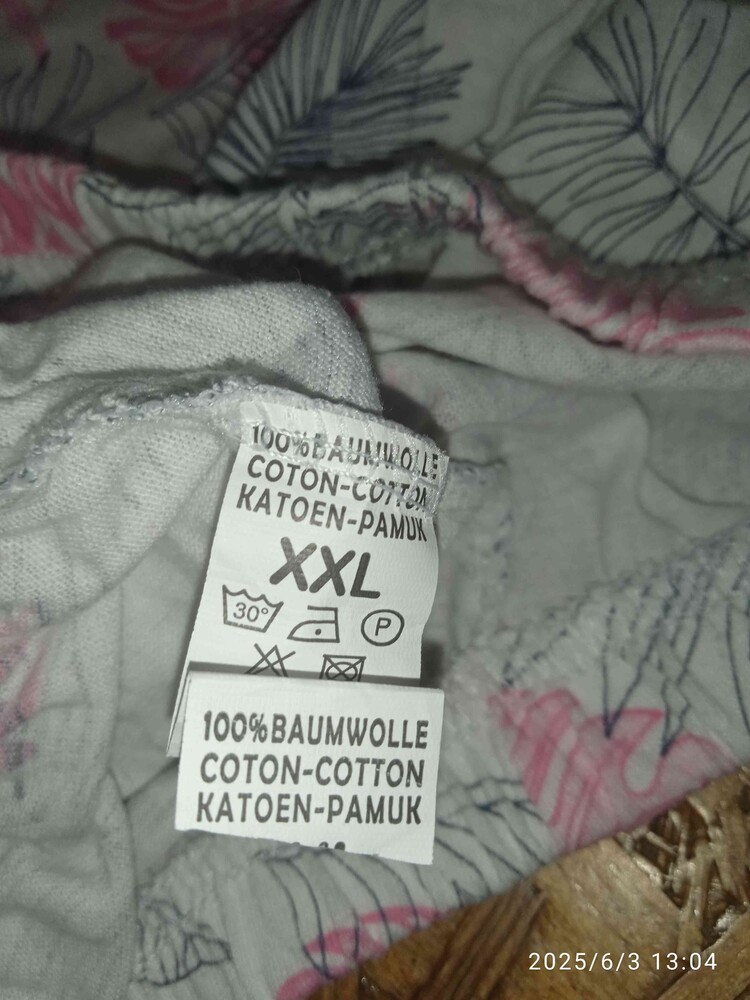 100%BAUMWOLLE
COTON-COTTON
KATOEN-PAMUK
XXL
30°
P
100%BAUMWOLLE
COTON-COTTON
KATOEN-PAMUK
2025/6/3 13:04